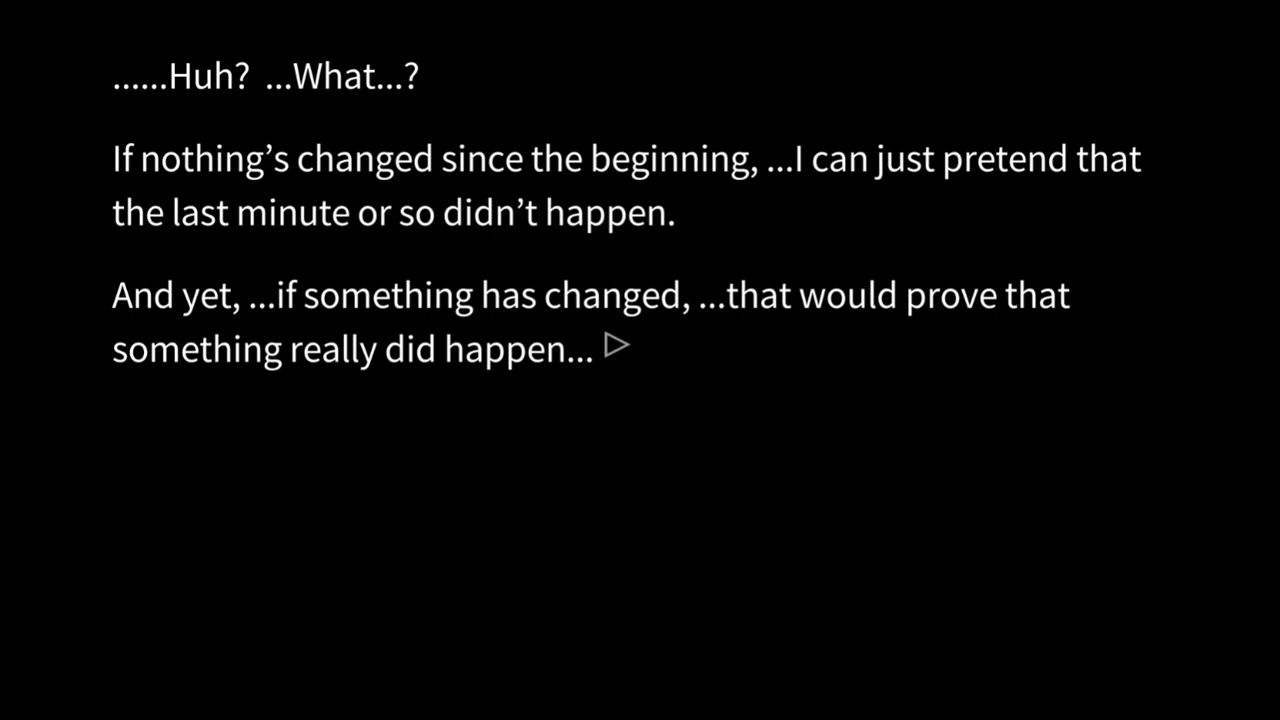 ......Huh?  ...What...?
If nothing’s changed since the beginning, ...I can just pretend that
the last minute or so didn’t happen.
And yet, ...if something has changed, ...that would prove that
something really did happen...